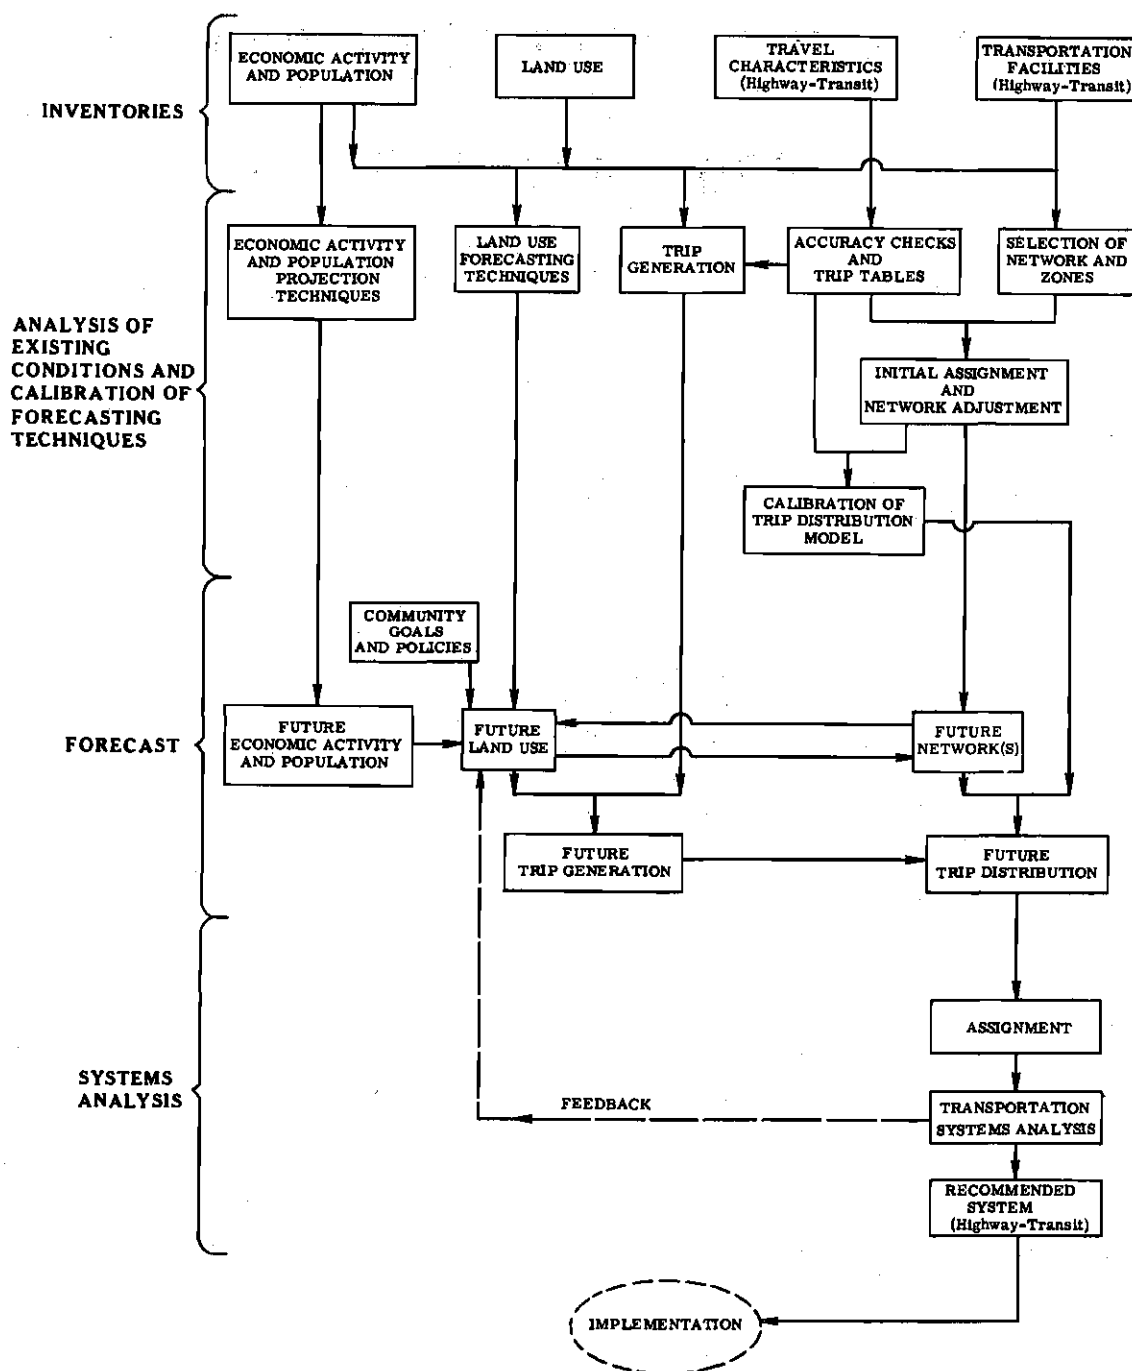 ECONOMIC ACTIVITY
AND POPULATION
LAND USE
TRAVEL
CHARACTERISTICS
(Highway-Transit)
TRANSPORTATION
FACILITIES
(Highway-Transit)
INVENTORIES
ECONOMIC ACTIVITY
AND POPULATION
PROJECTION
TECHNIQUES
LAND USE
FORECASTING
TECHNIQUES
TRIP
GENERATION
ACCURACY CHECKS
AND
TRIP TABLES
SELECTION OF
NETWORK AND
ZONES
ANALYSIS OF
EXISTING
CONDITIONS AND
CALIBRATION OF
FORECASTING
TECHNIQUES
INITIAL ASSIGNMENT
AND
NETWORK ADJUSTMENT
CALIBRATION OF
TRIP DISTRIBUTION
MODEL
COMMUNITY
GOALS
AND POLICIES
FORECAST
FUTURE
ECONOMIC ACTIVITY
AND POPULATION
FUTURE
LAND USE
FUTURE
NETWORK(S)
FUTURE
TRIP GENERATION
FUTURE
TRIP DISTRIBUTION
ASSIGNMENT
SYSTEMS
ANALYSIS
FEEDBACK
TRANSPORTATION
SYSTEMS ANALYSIS
RECOMMENDED
SYSTEM
(Highway-Transit)
IMPLEMENTATION